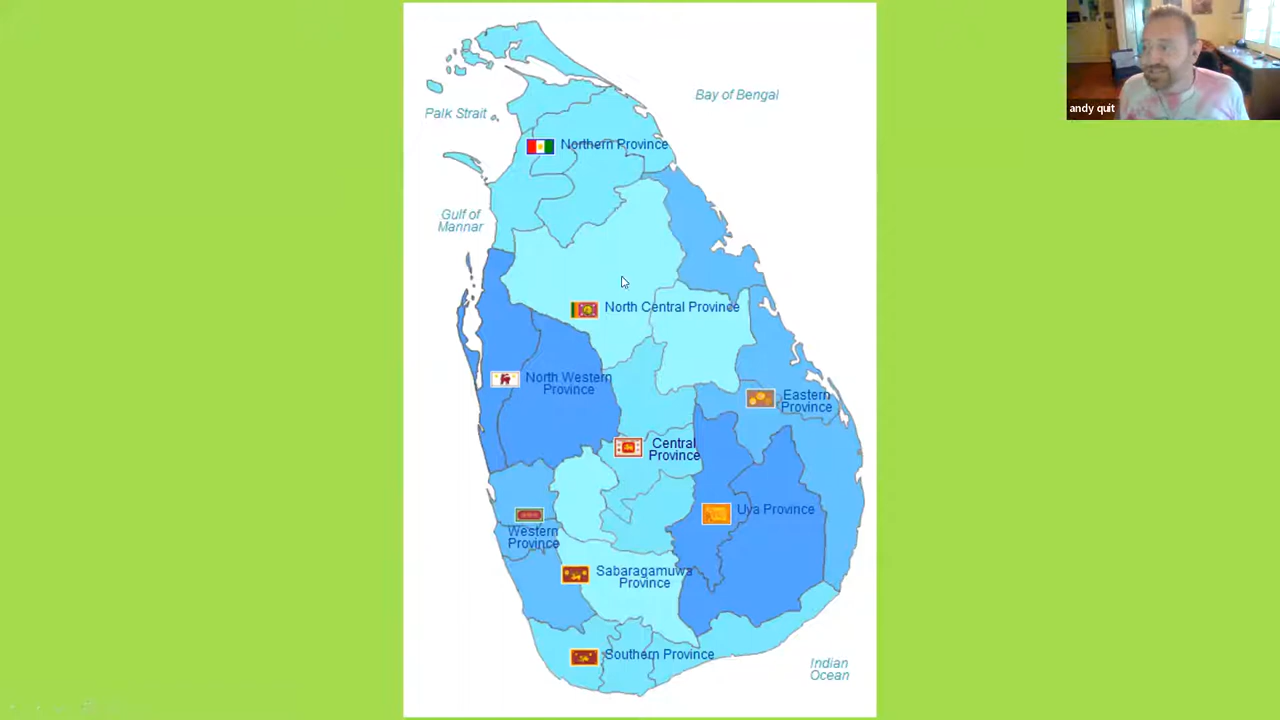 andy quit
Bay of Bengal
Palk Strait
Northern Province
Gulf of
Mannar
North Central Province
North Western
Province
Eastern
Province
Central
Province
Uva Province
Western
Province
Sabaragamuwa
Province
Southern Province
Indian
Ocean